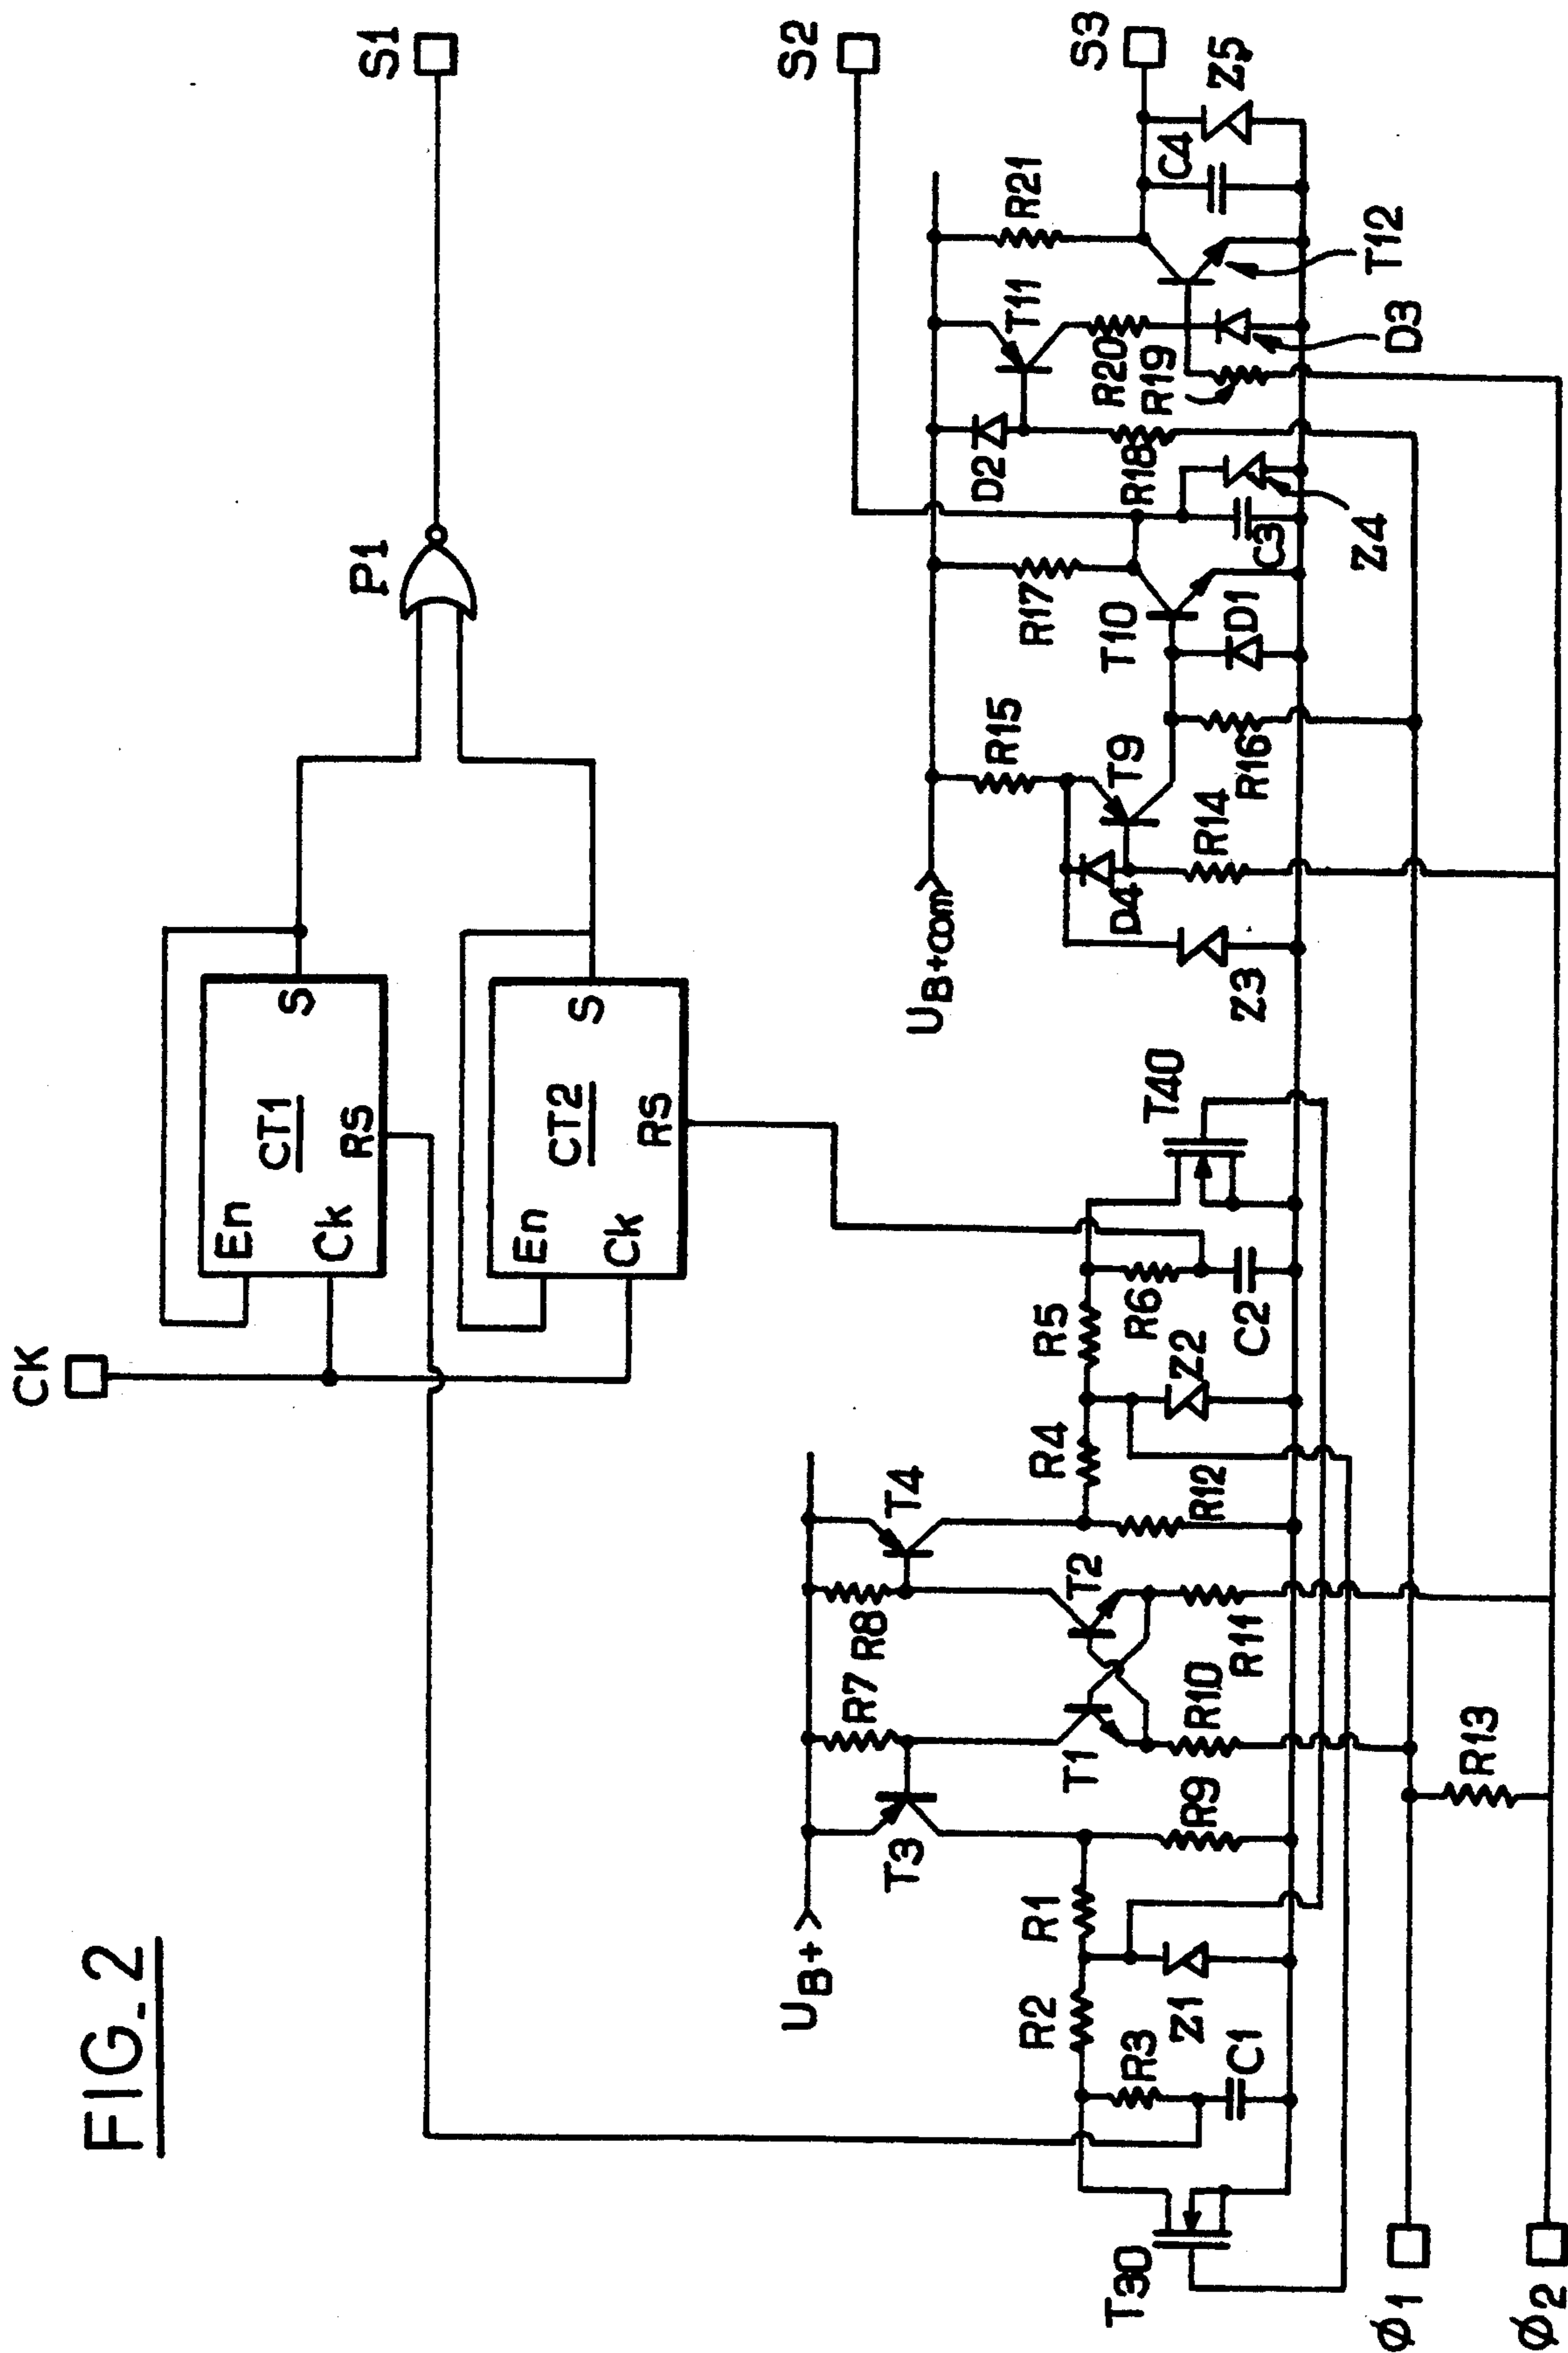 FIG_2
CK
En
CT1
S
Ck
RS
En
CT2
S
Ck
RS
P1
S1
S2
S3
UB+
R7
R8
T4
T3
T1
T2
R1
R2
R3
Z1
C1
R9
R10
R11
R12
R4
R5
R6
Z2
C2
T30
T40
R13
Ø1
Ø2
UB+com
R15
R17
D2
T11
R21
D4
T9
T10
R18
R20
R19
C4
Z5
Z3
R14
R16
D1
C3
Z4
D3
T12